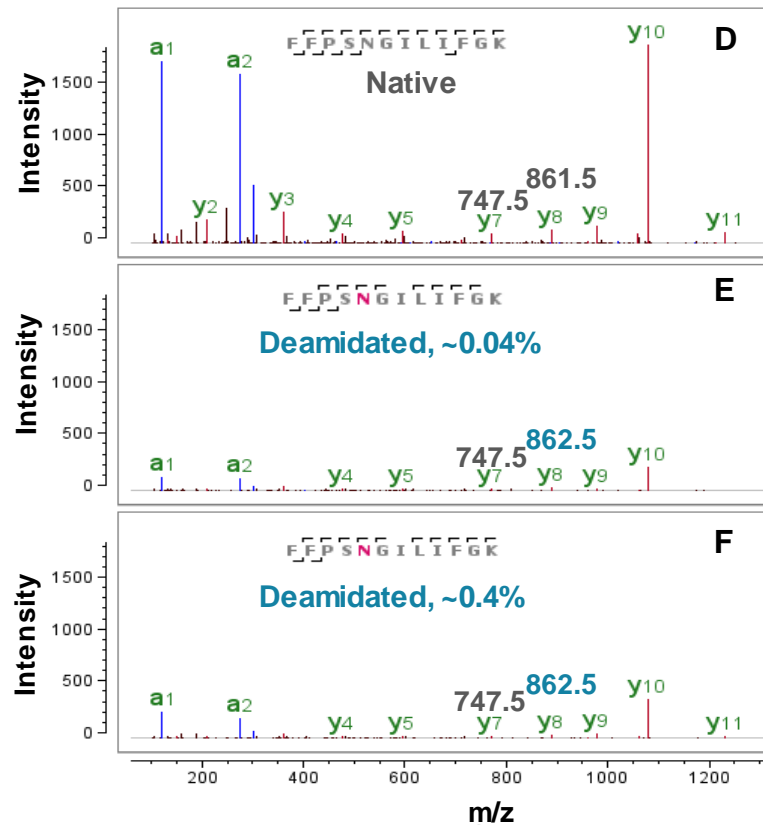 F F P S N G I L I F G K
D
Native
a1
a2
y2
y3
y4
y5
747.5
861.5
y7
y8
y9
y10
y11
Intensity
1500
1000
500
0
F F P S N G I L I F G K
E
Deamidated, ~0.04%
a1
a2
y4
y5
747.5
862.5
y7
y8
y9
y10
Intensity
1500
1000
500
0
F F P S N G I L I F G K
F
Deamidated, ~0.4%
a1
a2
y4
y5
747.5
862.5
y7
y8
y9
y10
y11
Intensity
1500
1000
500
0
200 400 600 800 1000 1200
m/z